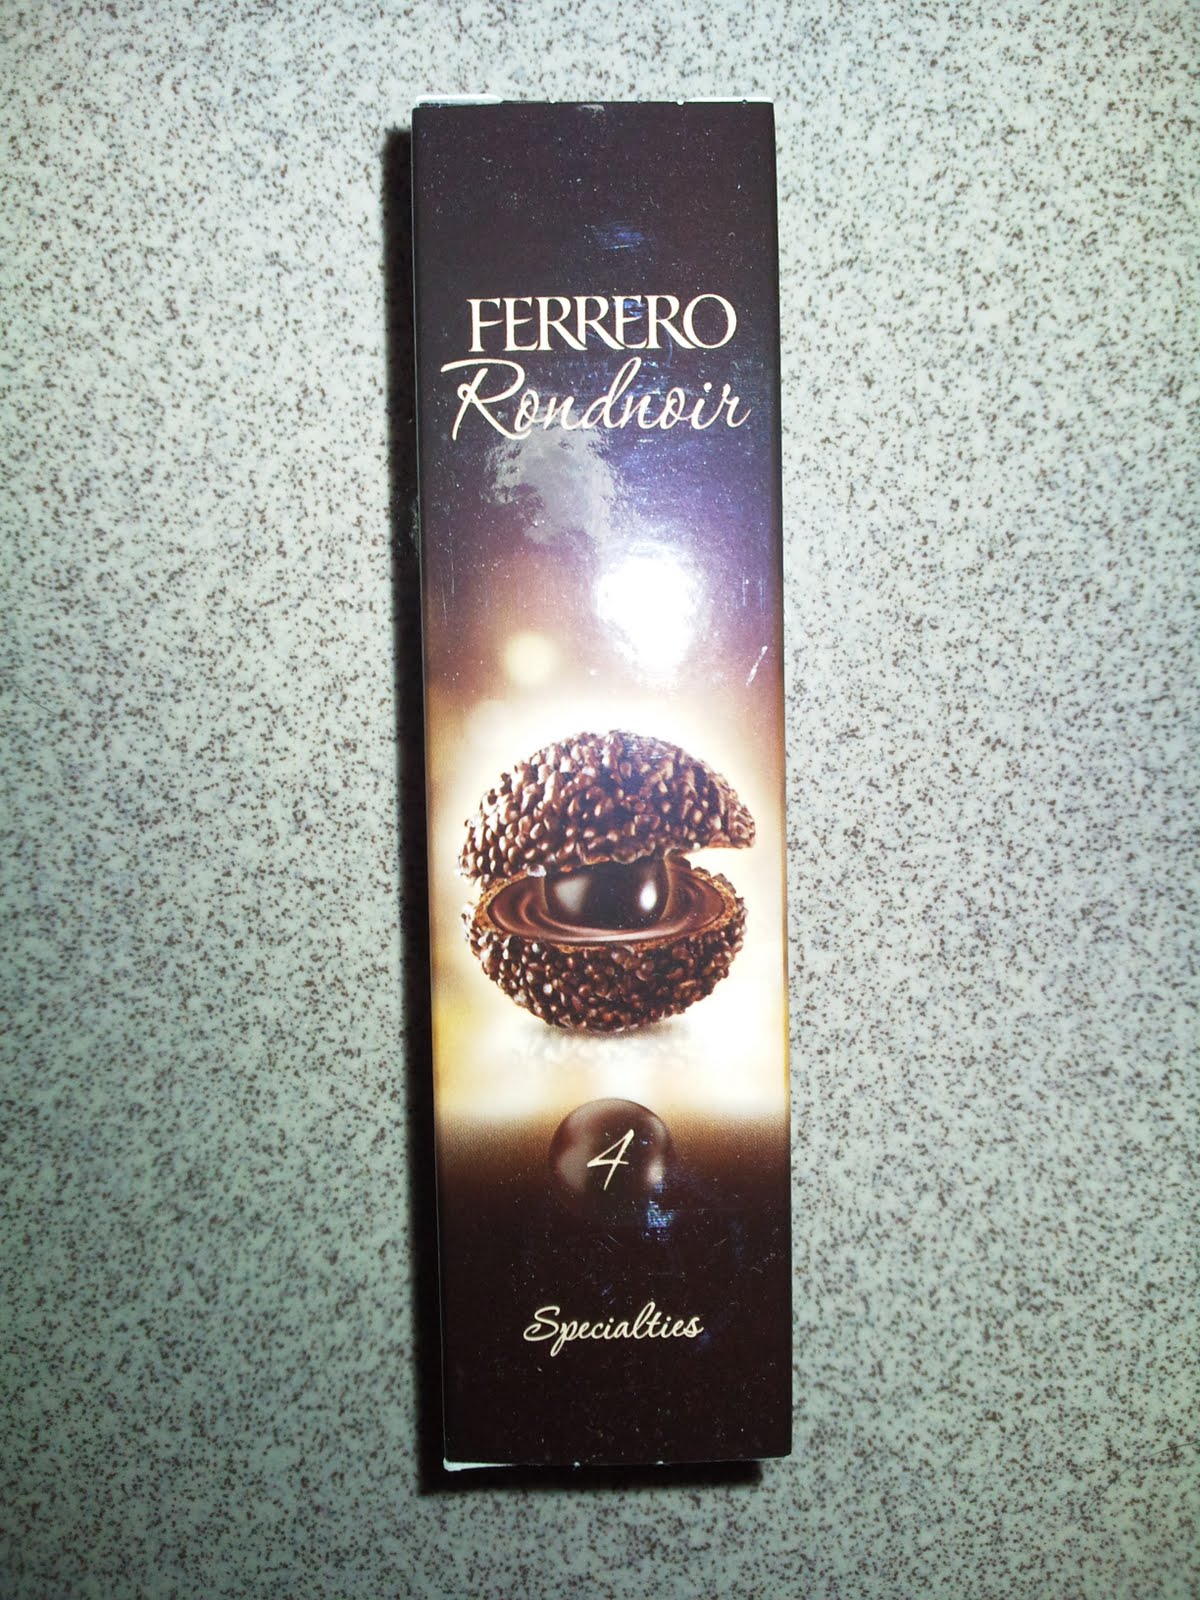 FERRERO
Rondnoir
4
Specialties